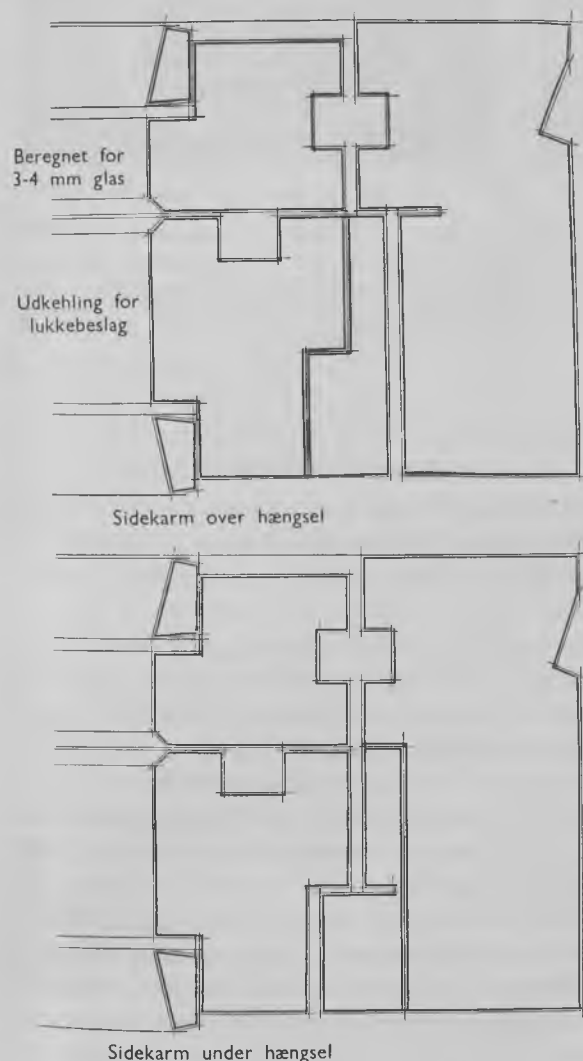 Beregnet for
3-4 mm glas
Udkehling for
lukkebeslag
Sidekarm over hængsel
Sidekarm under hængsel